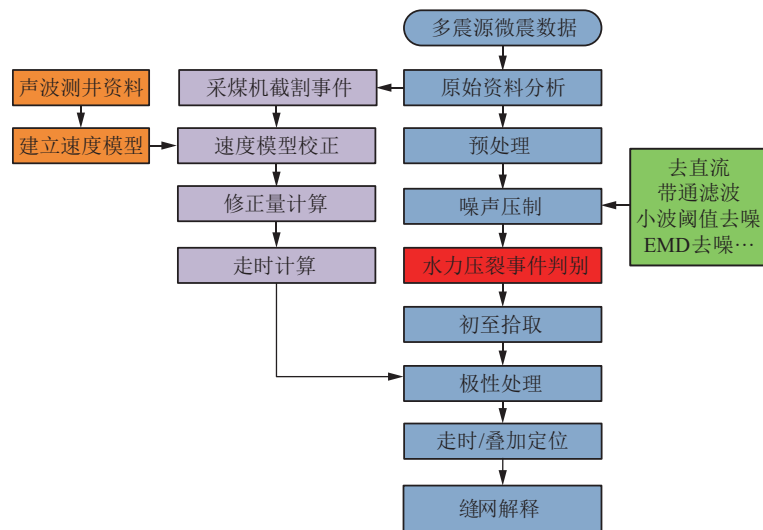 多震源微震数据
声波测井资料
采煤机截割事件
原始资料分析
建立速度模型
速度模型校正
预处理
去直流
带通滤波
小波阈值去噪
EMD去噪…
修正量计算
噪声压制
走时计算
水力压裂事件判别
初至拾取
极性处理
走时/叠加定位
缝网解释